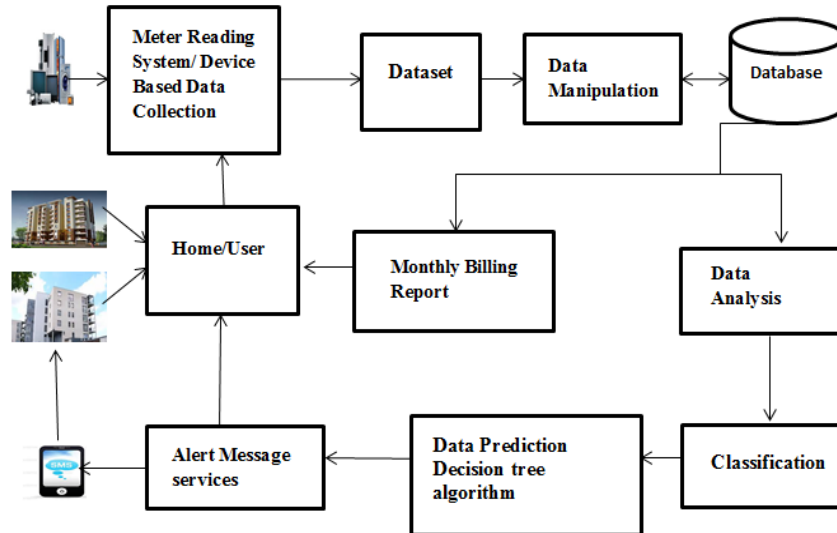 Meter Reading
System/ Device
Based Data
Collection
Dataset
Data
Manipulation
Database
Home/User
Monthly Billing
Report
Data
Analysis
SMS
Alert Message
services
Data Prediction
Decision tree
algorithm
Classification